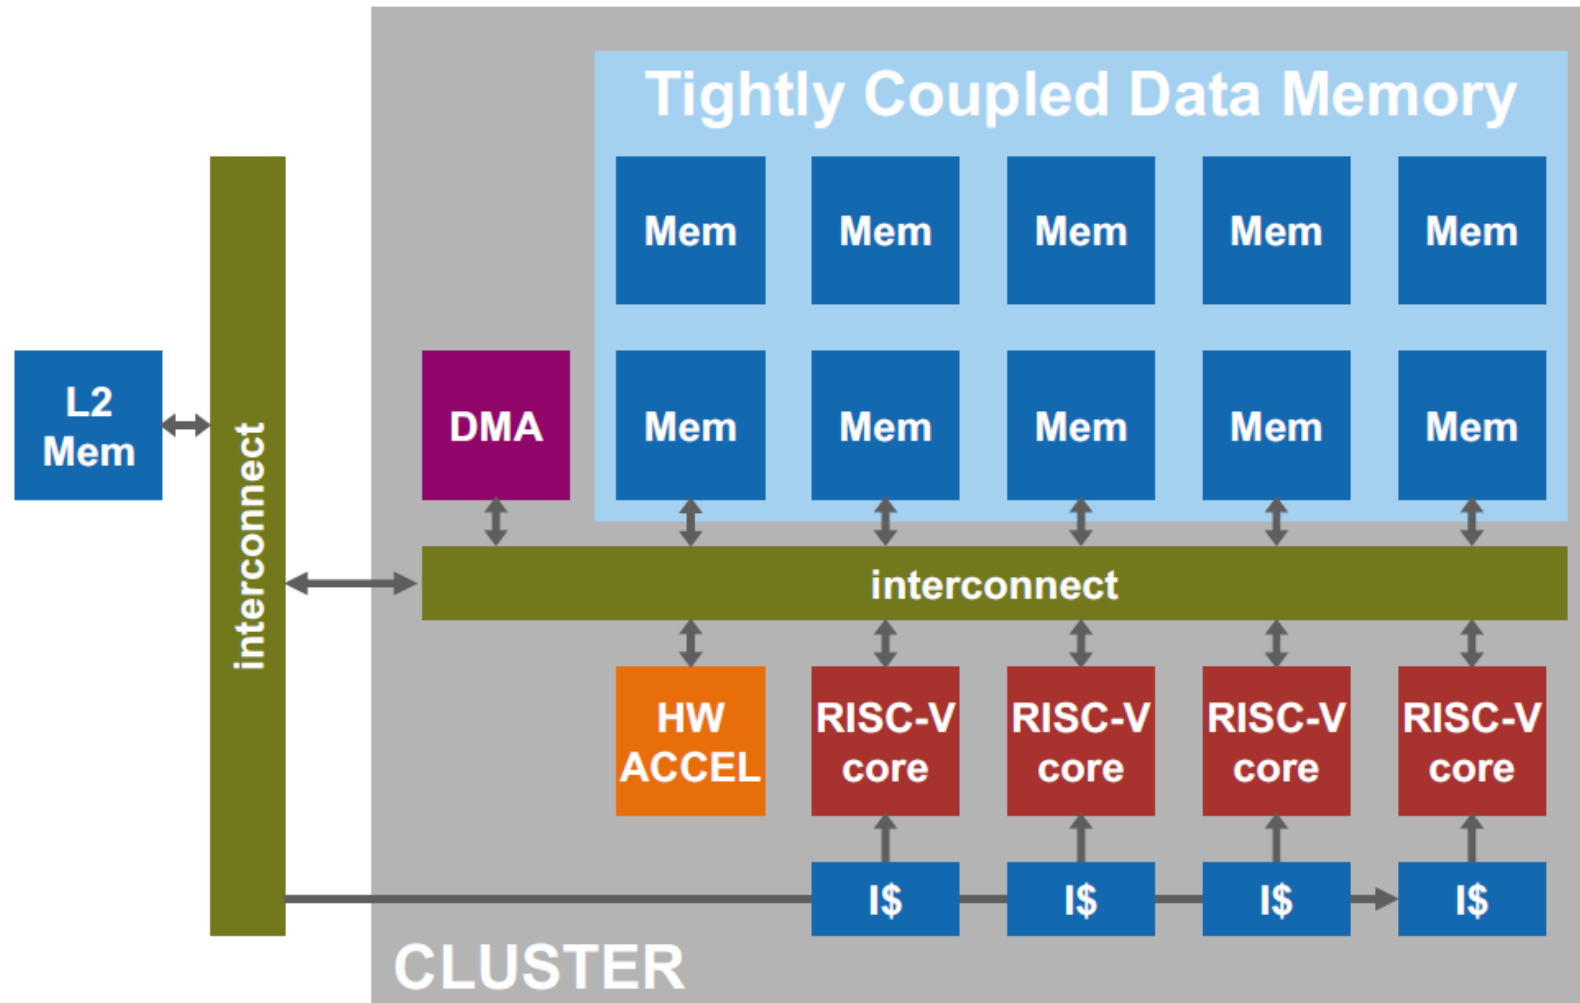 Tightly Coupled Data Memory
Mem
Mem
Mem
Mem
Mem
L2
Mem
interconnect
DMA
Mem
Mem
Mem
Mem
Mem
interconnect
HW
ACCEL
RISC-V
core
RISC-V
core
RISC-V
core
RISC-V
core
I$
I$
I$
I$
CLUSTER